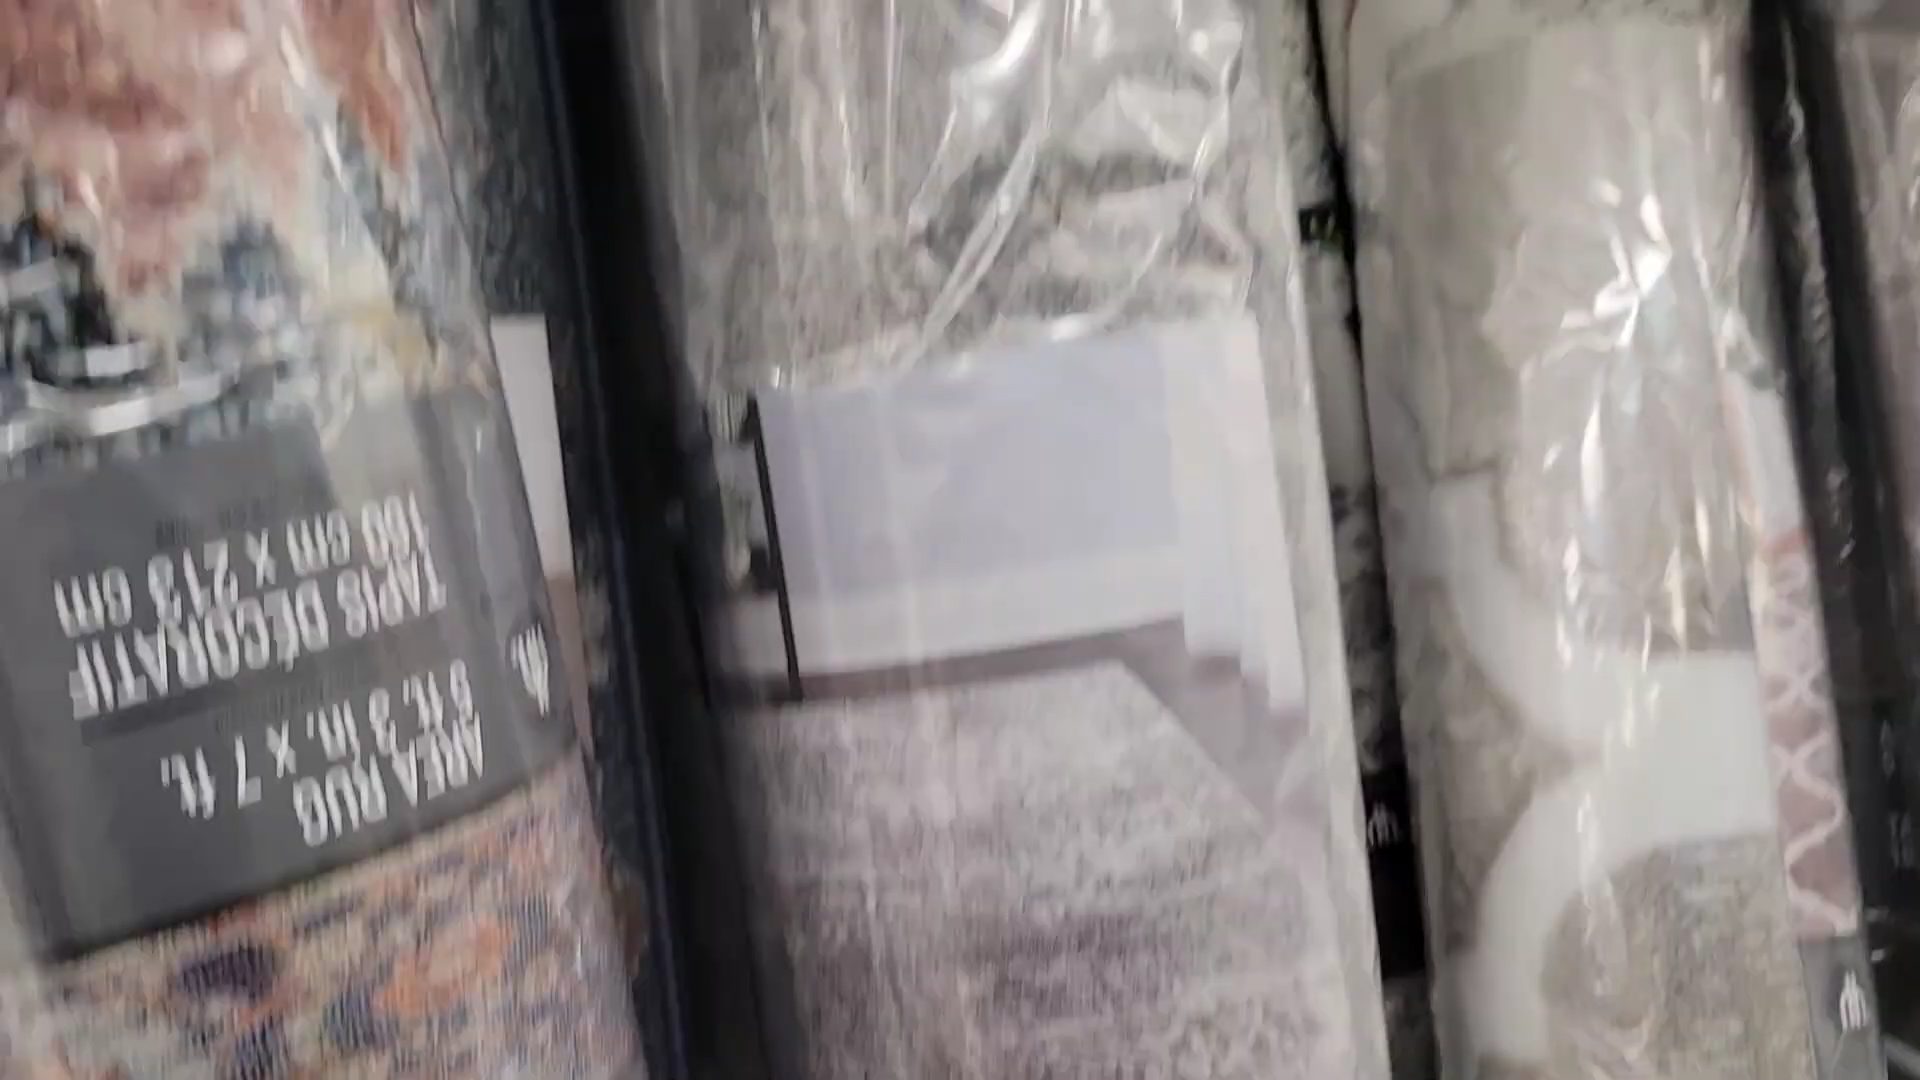 AREA RUG
5 ft. 3 in. x 7 ft.
TAPIS DÉCORATIF
160 cm x 213 cm